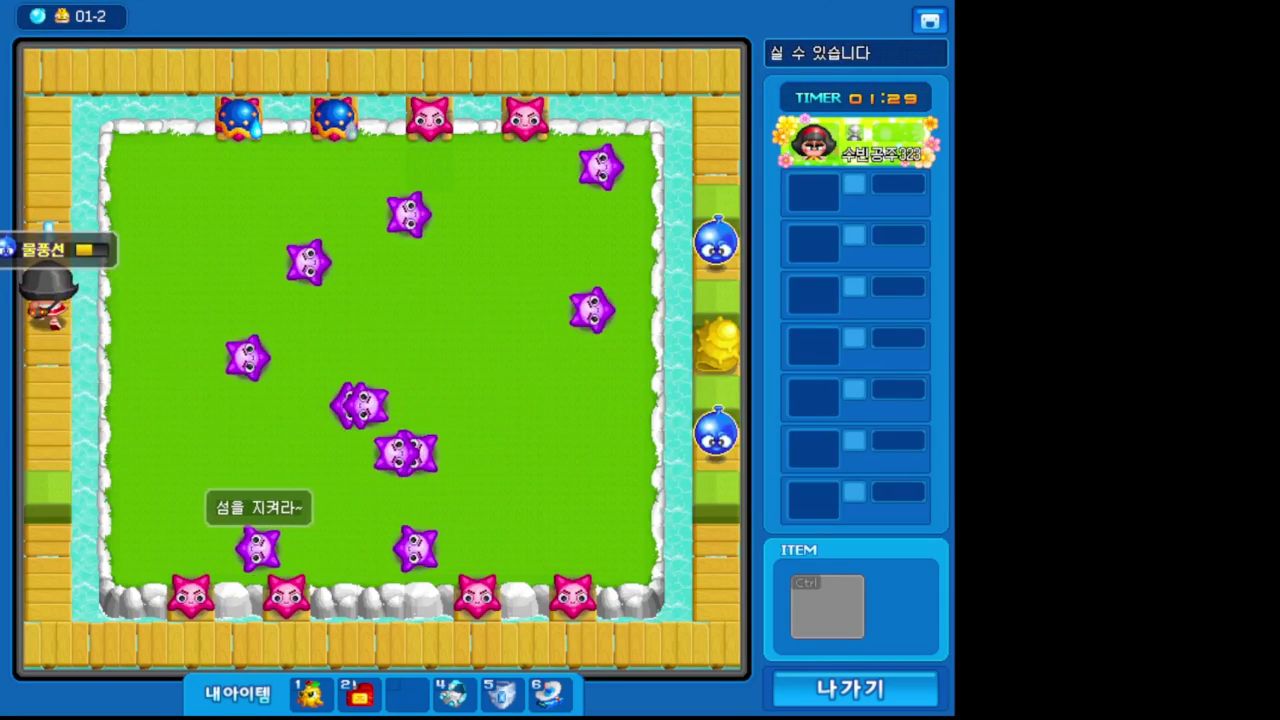 01-2
실 수 있습니다
TIMER 01:29
수빈공주323
물풍선
섬을 지켜라~
ITEM
Ctrl
내아이템
1 2 4 5 6
나가기